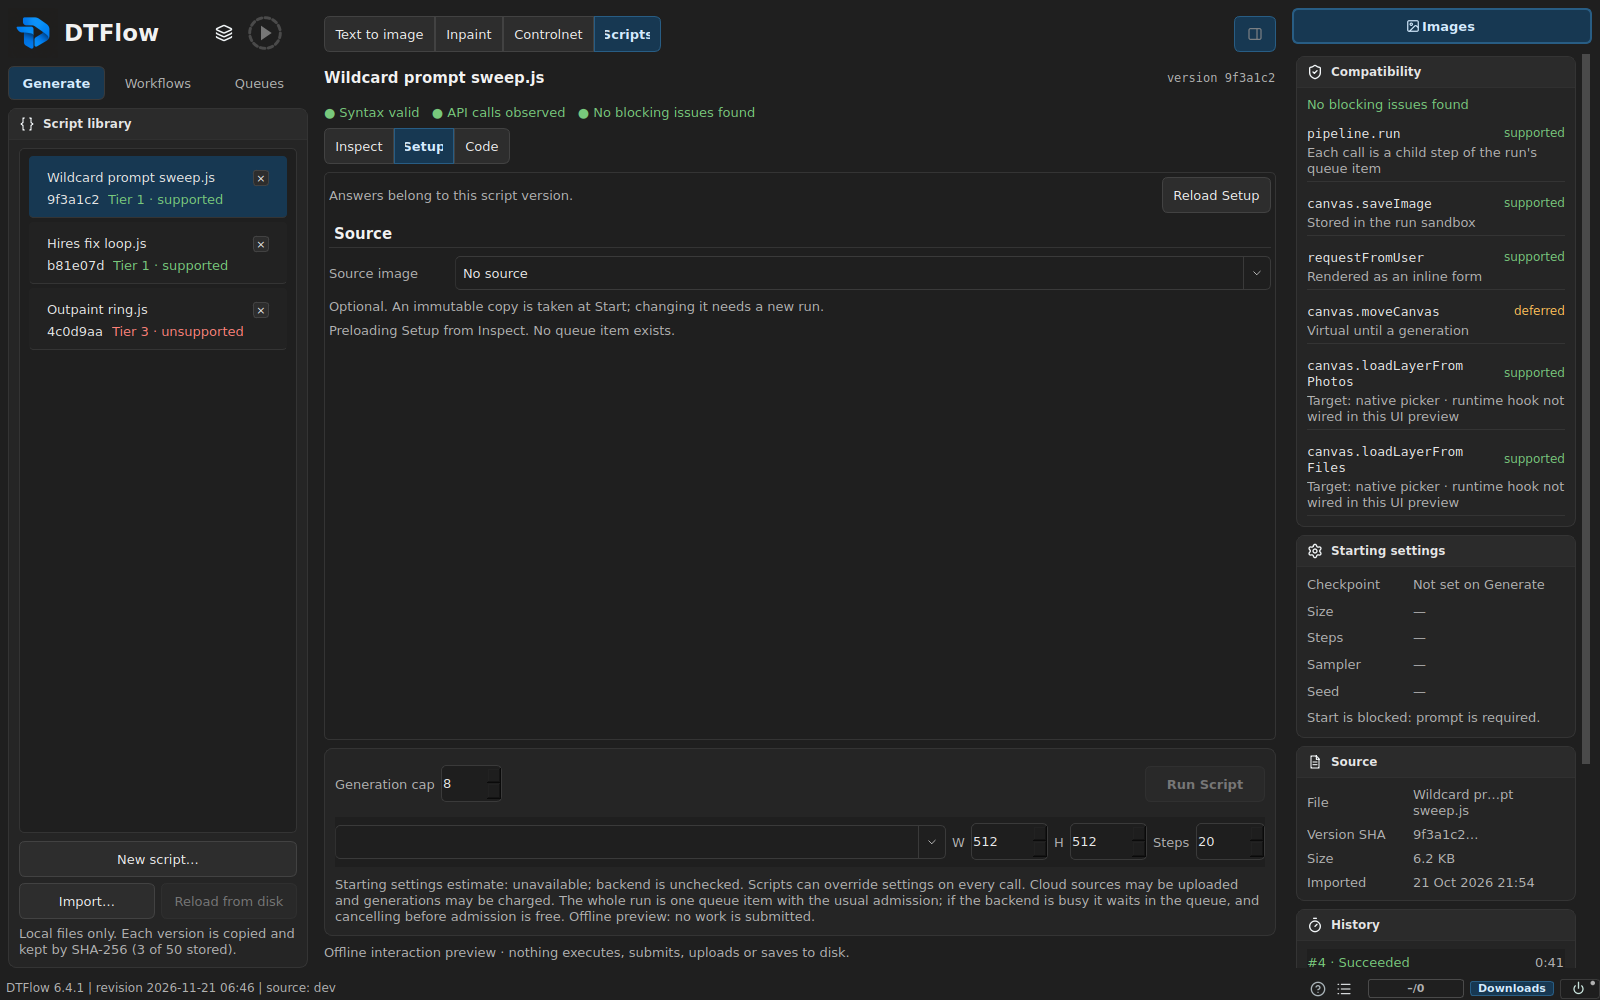 DTFlow
Generate
Workflows
Queues
Script library
Wildcard prompt sweep.js
9f3a1c2 Tier 1 · supported
Hires fix loop.js
b81e07d Tier 1 · supported
Outpaint ring.js
4c0d9aa Tier 3 · unsupported
New script...
Import...
Reload from disk
Local files only. Each version is copied and
kept by SHA-256 (3 of 50 stored).
Text to image
Inpaint
Controlnet
Scripts
Wildcard prompt sweep.js
version 9f3a1c2
Syntax valid
API calls observed
No blocking issues found
Inspect
Setup
Code
Answers belong to this script version.
Reload Setup
Source
Source image
No source
Optional. An immutable copy is taken at Start; changing it needs a new run.
Preloading Setup from Inspect. No queue item exists.
Generation cap
8
Run Script
W
512
H
512
Steps
20
Starting settings estimate: unavailable; backend is unchecked. Scripts can override settings on every call. Cloud sources may be uploaded
and generations may be charged. The whole run is one queue item with the usual admission; if the backend is busy it waits in the queue, and
cancelling before admission is free. Offline preview: no work is submitted.
Offline interaction preview · nothing executes, submits, uploads or saves to disk.
Images
Compatibility
No blocking issues found
pipeline.run
supported
Each call is a child step of the run's
queue item
canvas.saveImage
supported
Stored in the run sandbox
requestFromUser
supported
Rendered as an inline form
canvas.moveCanvas
deferred
Virtual until a generation
canvas.loadLayerFrom
Photos
supported
Target: native picker · runtime hook not
wired in this UI preview
canvas.loadLayerFrom
Files
supported
Target: native picker · runtime hook not
wired in this UI preview
Starting settings
Checkpoint
Not set on Generate
Size
—
Steps
—
Sampler
—
Seed
—
Start is blocked: prompt is required.
Source
File
Wildcard pr…pt
sweep.js
Version SHA
9f3a1c2…
Size
6.2 KB
Imported
21 Oct 2026 21:54
History
#4 · Succeeded
0:41
DTFlow 6.4.1 | revision 2026-11-21 06:46 | source: dev
-/0
Downloads